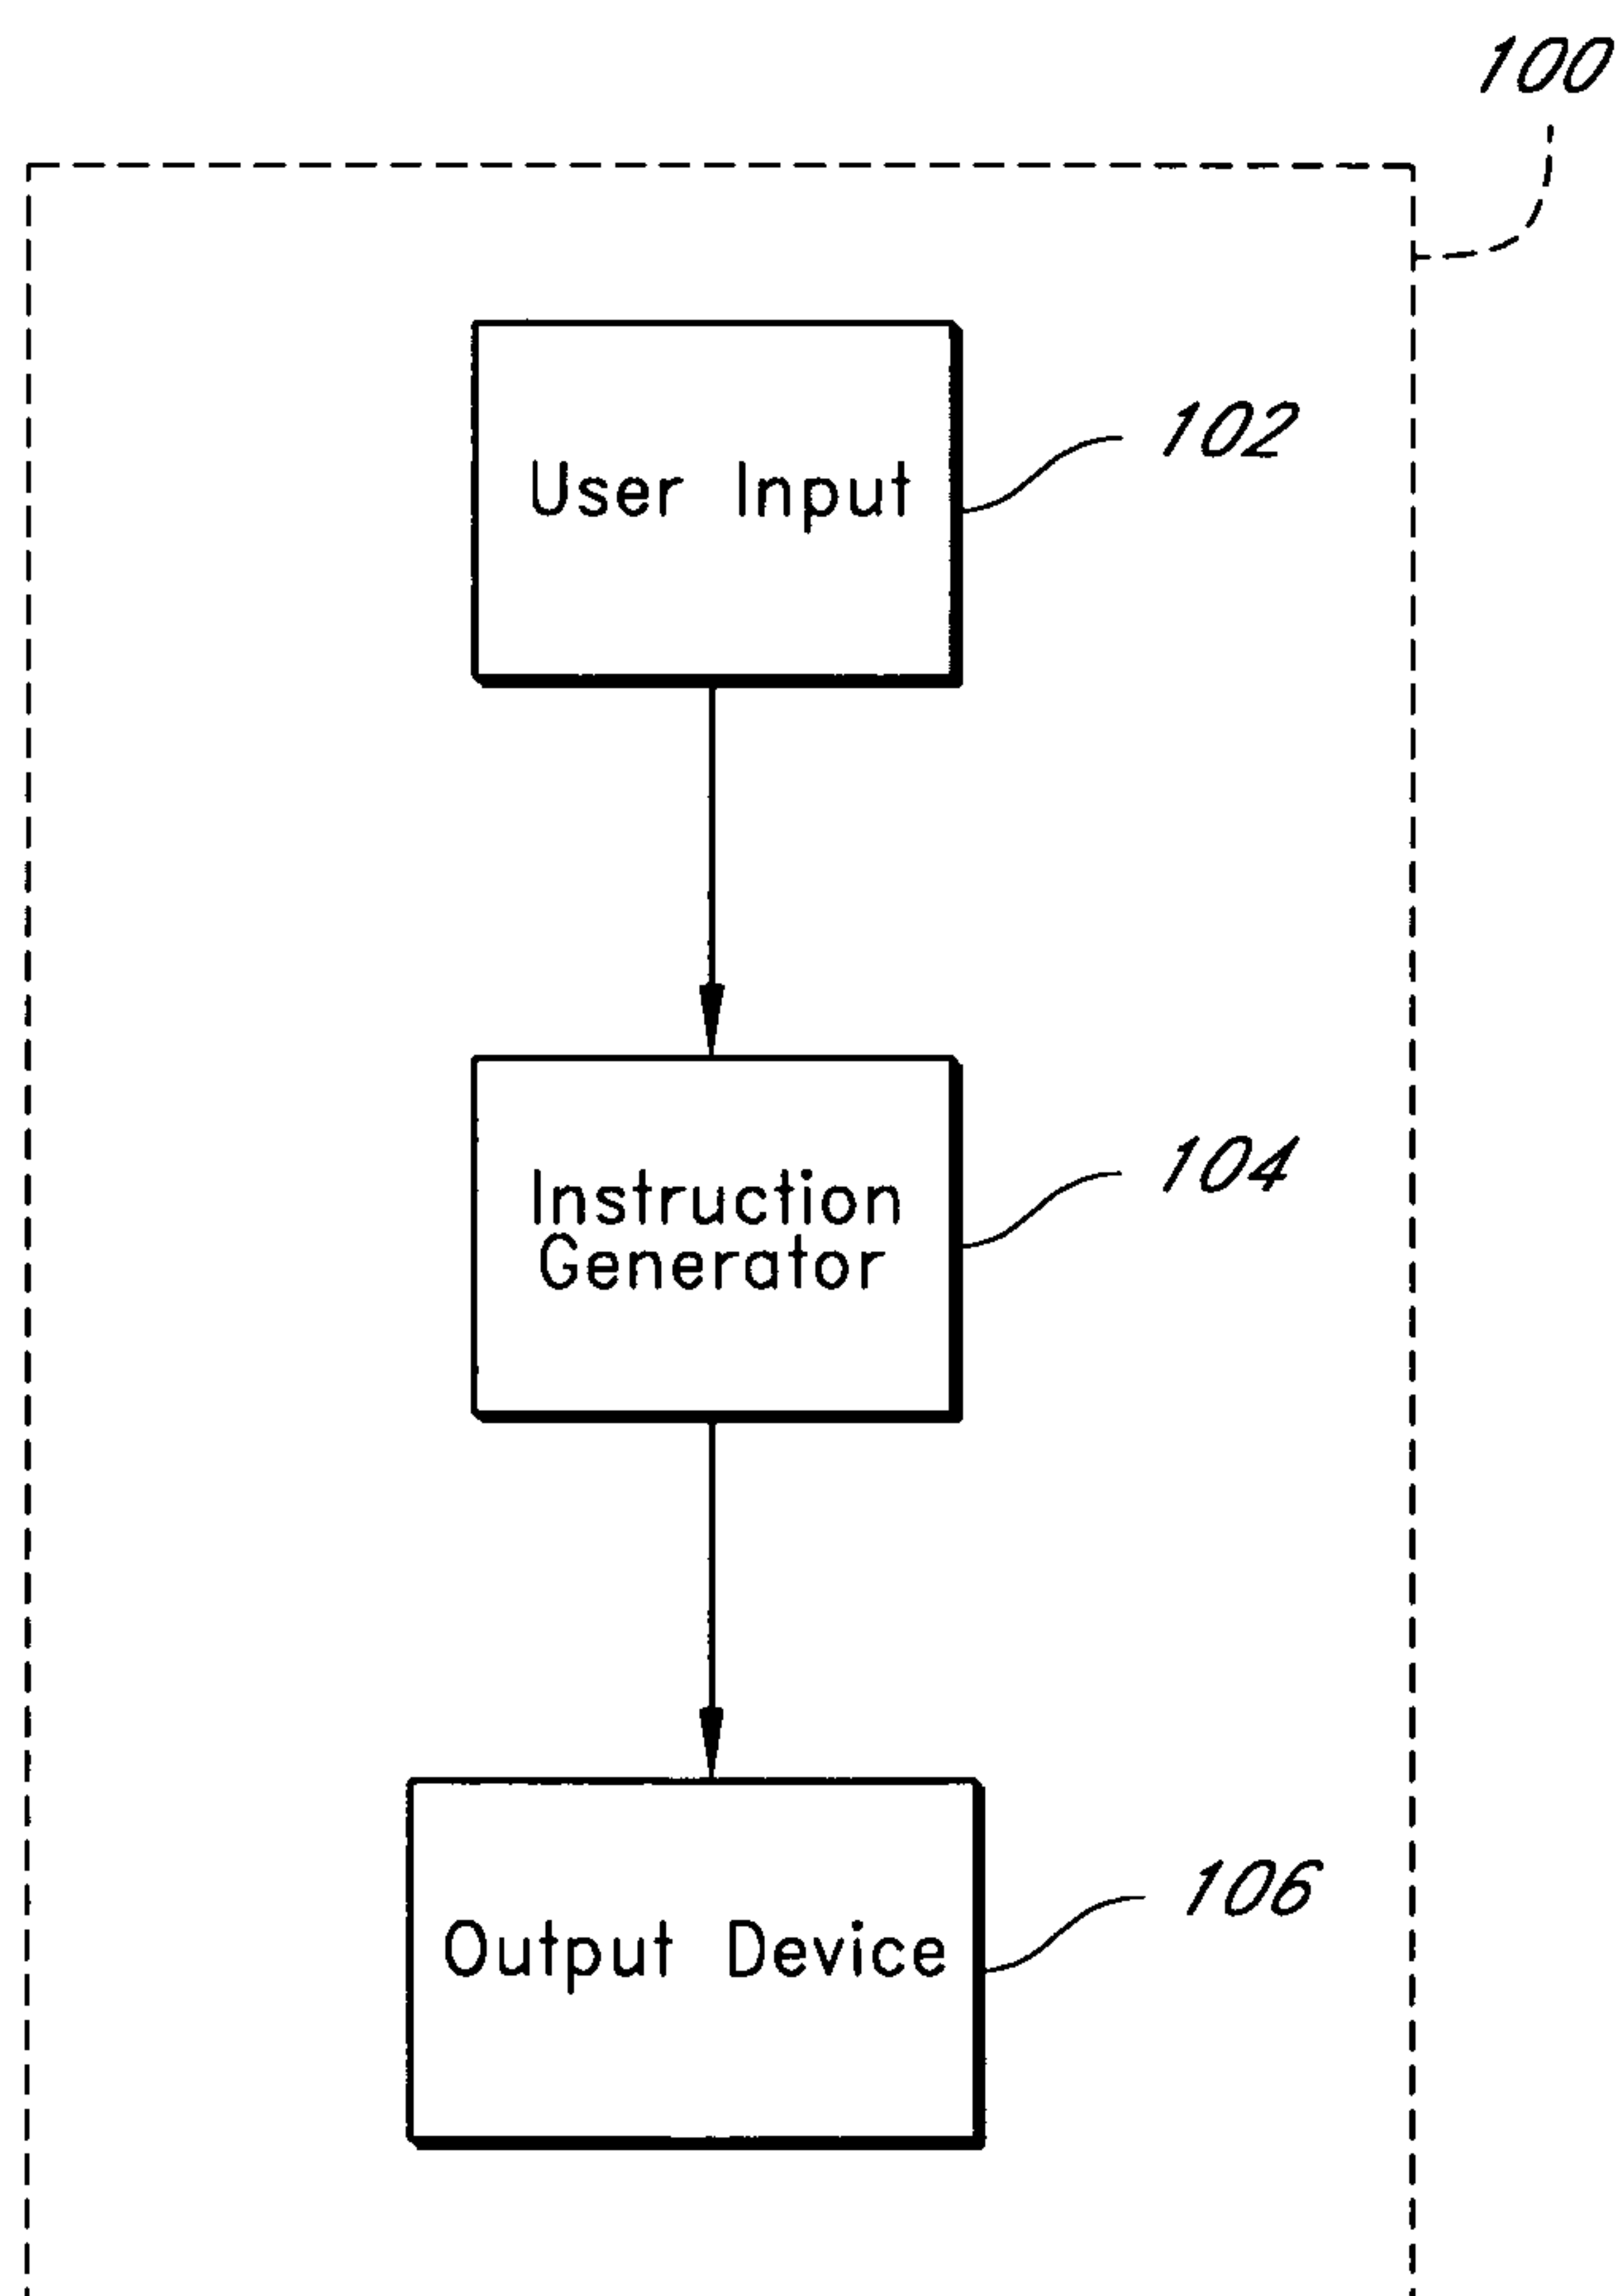 100
User Input
102
Instruction
Generator
104
Output Device
106